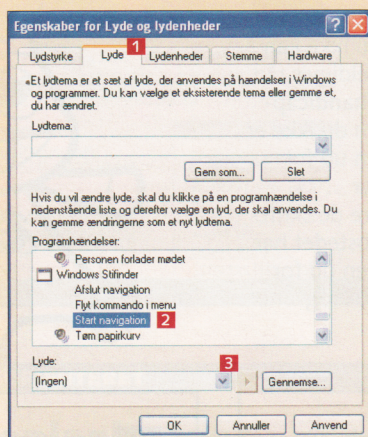 Egenskaber for Lyde og lydenheder
Lydstyrke Lyde 1 Lydenheder Stemme Hardware
Et lydtema er et sæt af lyde, der anvendes på hændelser i Windows
og programmer. Du kan vælge et eksisterende tema eller gemme et,
du har ændret.
Lydtema:
Gem som... Slet
Hvis du vil ændre lyde, skal du klikke på en programhændelse i
nedenstående liste og derefter vælge en lyd, der skal anvendes. Du
kan gemme ændringerne som et nyt lydtema.
Programhændelser:
Personen forlader mødet
Windows Stifinder
Afslut navigation
Flyt kommando i menu
Start navigation 2
Tøm papirkurv
Lyde: 3
(Ingen) Gennemse...
OK Annuller Anvend